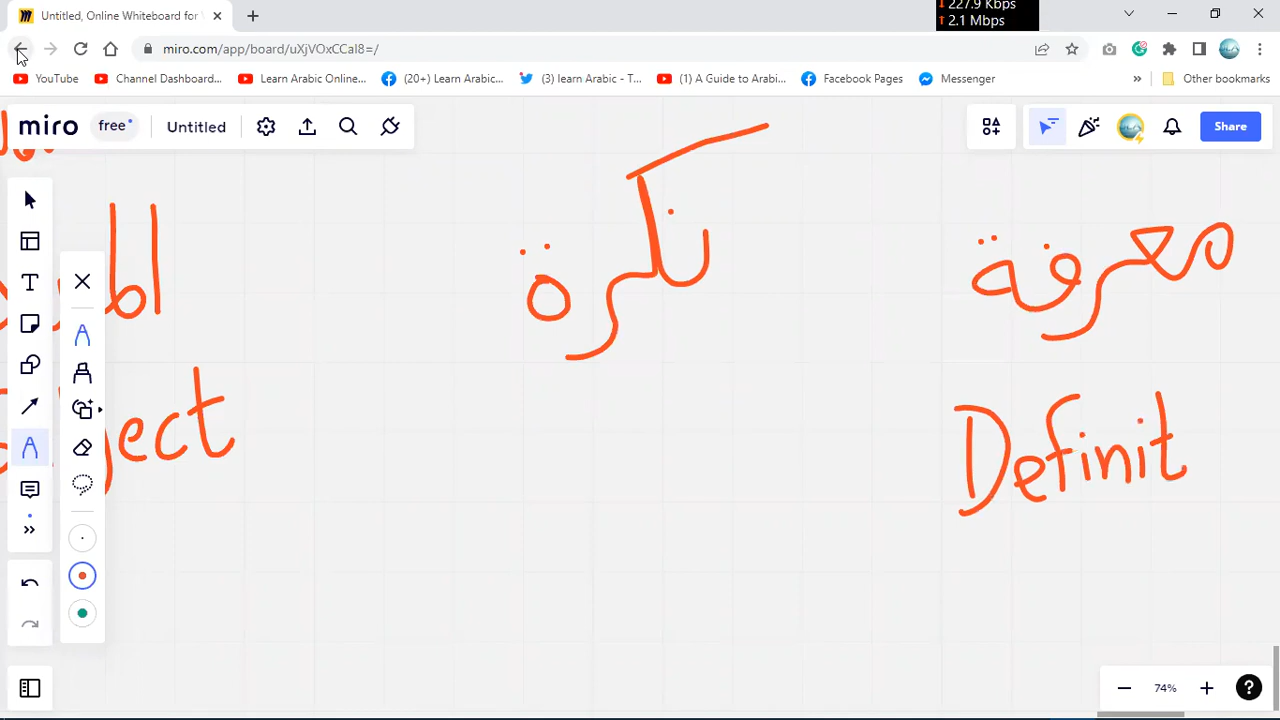 Untitled, Online Whiteboard for
227.9 Kbps
2.1 Mbps
miro.com/app/board/uXjVOxCCal8=/
YouTube
Channel Dashboard...
Learn Arabic Online...
(20+) Learn Arabic...
(3) learn Arabic - T...
(1) A Guide to Arabi...
Facebook Pages
Messenger
»
Other bookmarks
miro
free
Untitled
Share
نكرة
معرفة
ject
Definit
74%